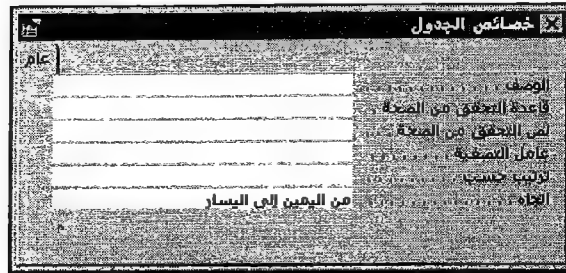 خصائص الجدول
عام
الوصف
قاعدة التحقق من الصحة
نص التحقق من الصحة
عامل التصفية
ترتيب حسب
اتجاه من اليمين إلى اليسار